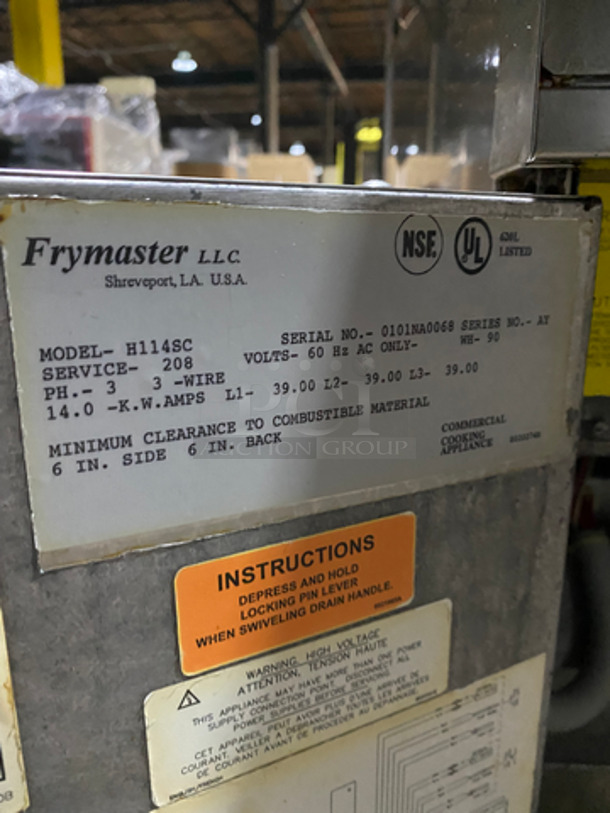 Frymaster L.L.C.
Shreveport, LA. U.S.A.
NSF.
UL
LISTED
MODEL- H114SC
SERIAL NO.- 0101NA0068 SERIES NO.- AY
SERVICE- 208
VOLTS- 60 Hz AC ONLY-
WH- 90
PH.- 3 3 -WIRE
14.0 -K.W.AMPS L1- 39.00 L2- 39.00 L3- 39.00
MINIMUM CLEARANCE TO COMBUSTIBLE MATERIAL
6 IN. SIDE 6 IN. BACK
COMMERCIAL
COOKING
APPLIANCE
PCI
AUCTION GROUP
INSTRUCTIONS
DEPRESS AND HOLD
LOCKING PIN LEVER
WHEN SWIVELING DRAIN HANDLE.
WARNING, HIGH VOLTAGE
ATTENTION, TENSION HAUTE
THIS APPLIANCE MAY HAVE MORE THAN ONE POWER
SUPPLY CONNECTION POINT. DISCONNECT ALL
POWER SUPPLIES BEFORE SERVICING.
CET APPAREIL PEUT AVOIR PLUS D'UNE ARRIVEE DE
COURANT. VEILLER A DEBRANCHER TOUTES LES ARRIVEES
DE COURANT AVANT DE PROCEDER AU DEPANNAGE.